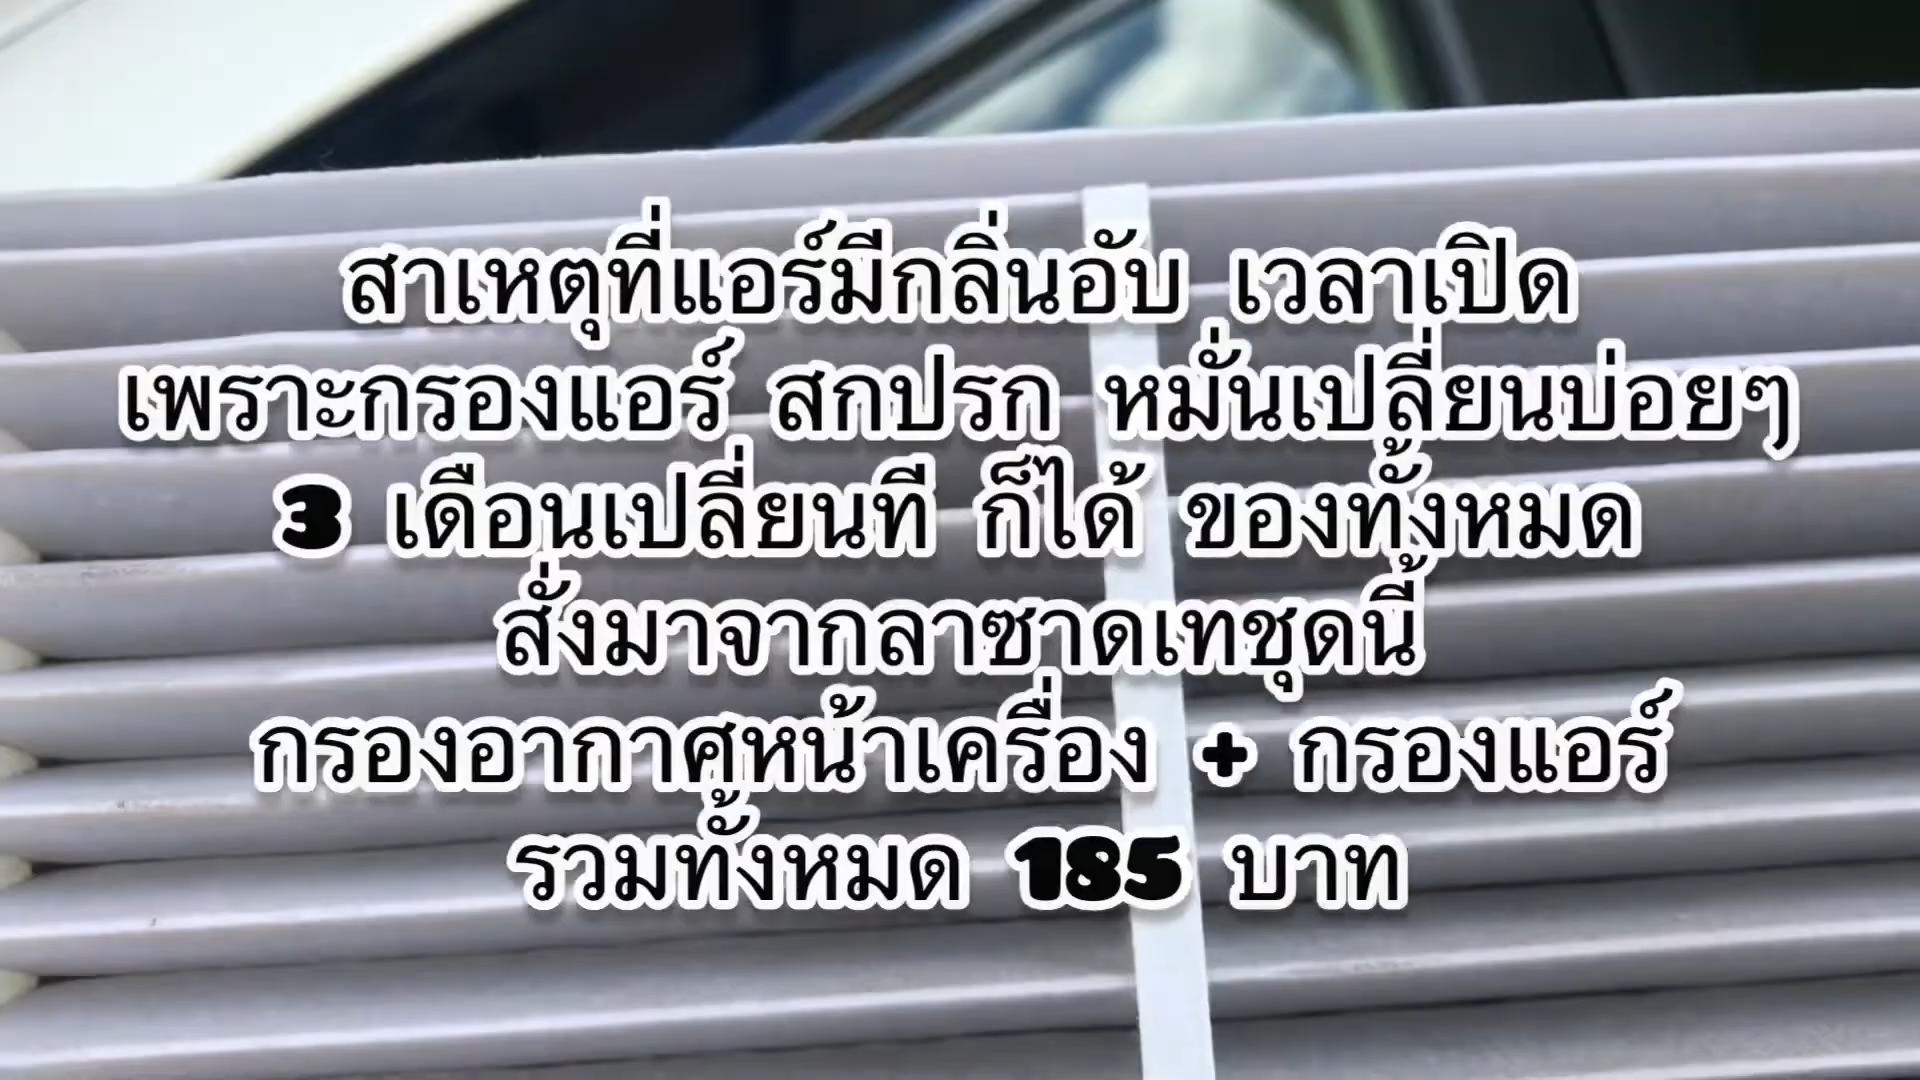 สาเหตุที่แอร์มีกลิ่นอับ เวลาเปิด
เพราะกรองแอร์ สกปรก หมั่นเปลี่ยนบ่อยๆ
3 เดือนเปลี่ยนที ก็ได้ ของทั้งหมด
สั่งมาจากลาซาดเทชุดนี้
กรองอากาศหน้าเครื่อง + กรองแอร์
รวมทั้งหมด 185 บาท